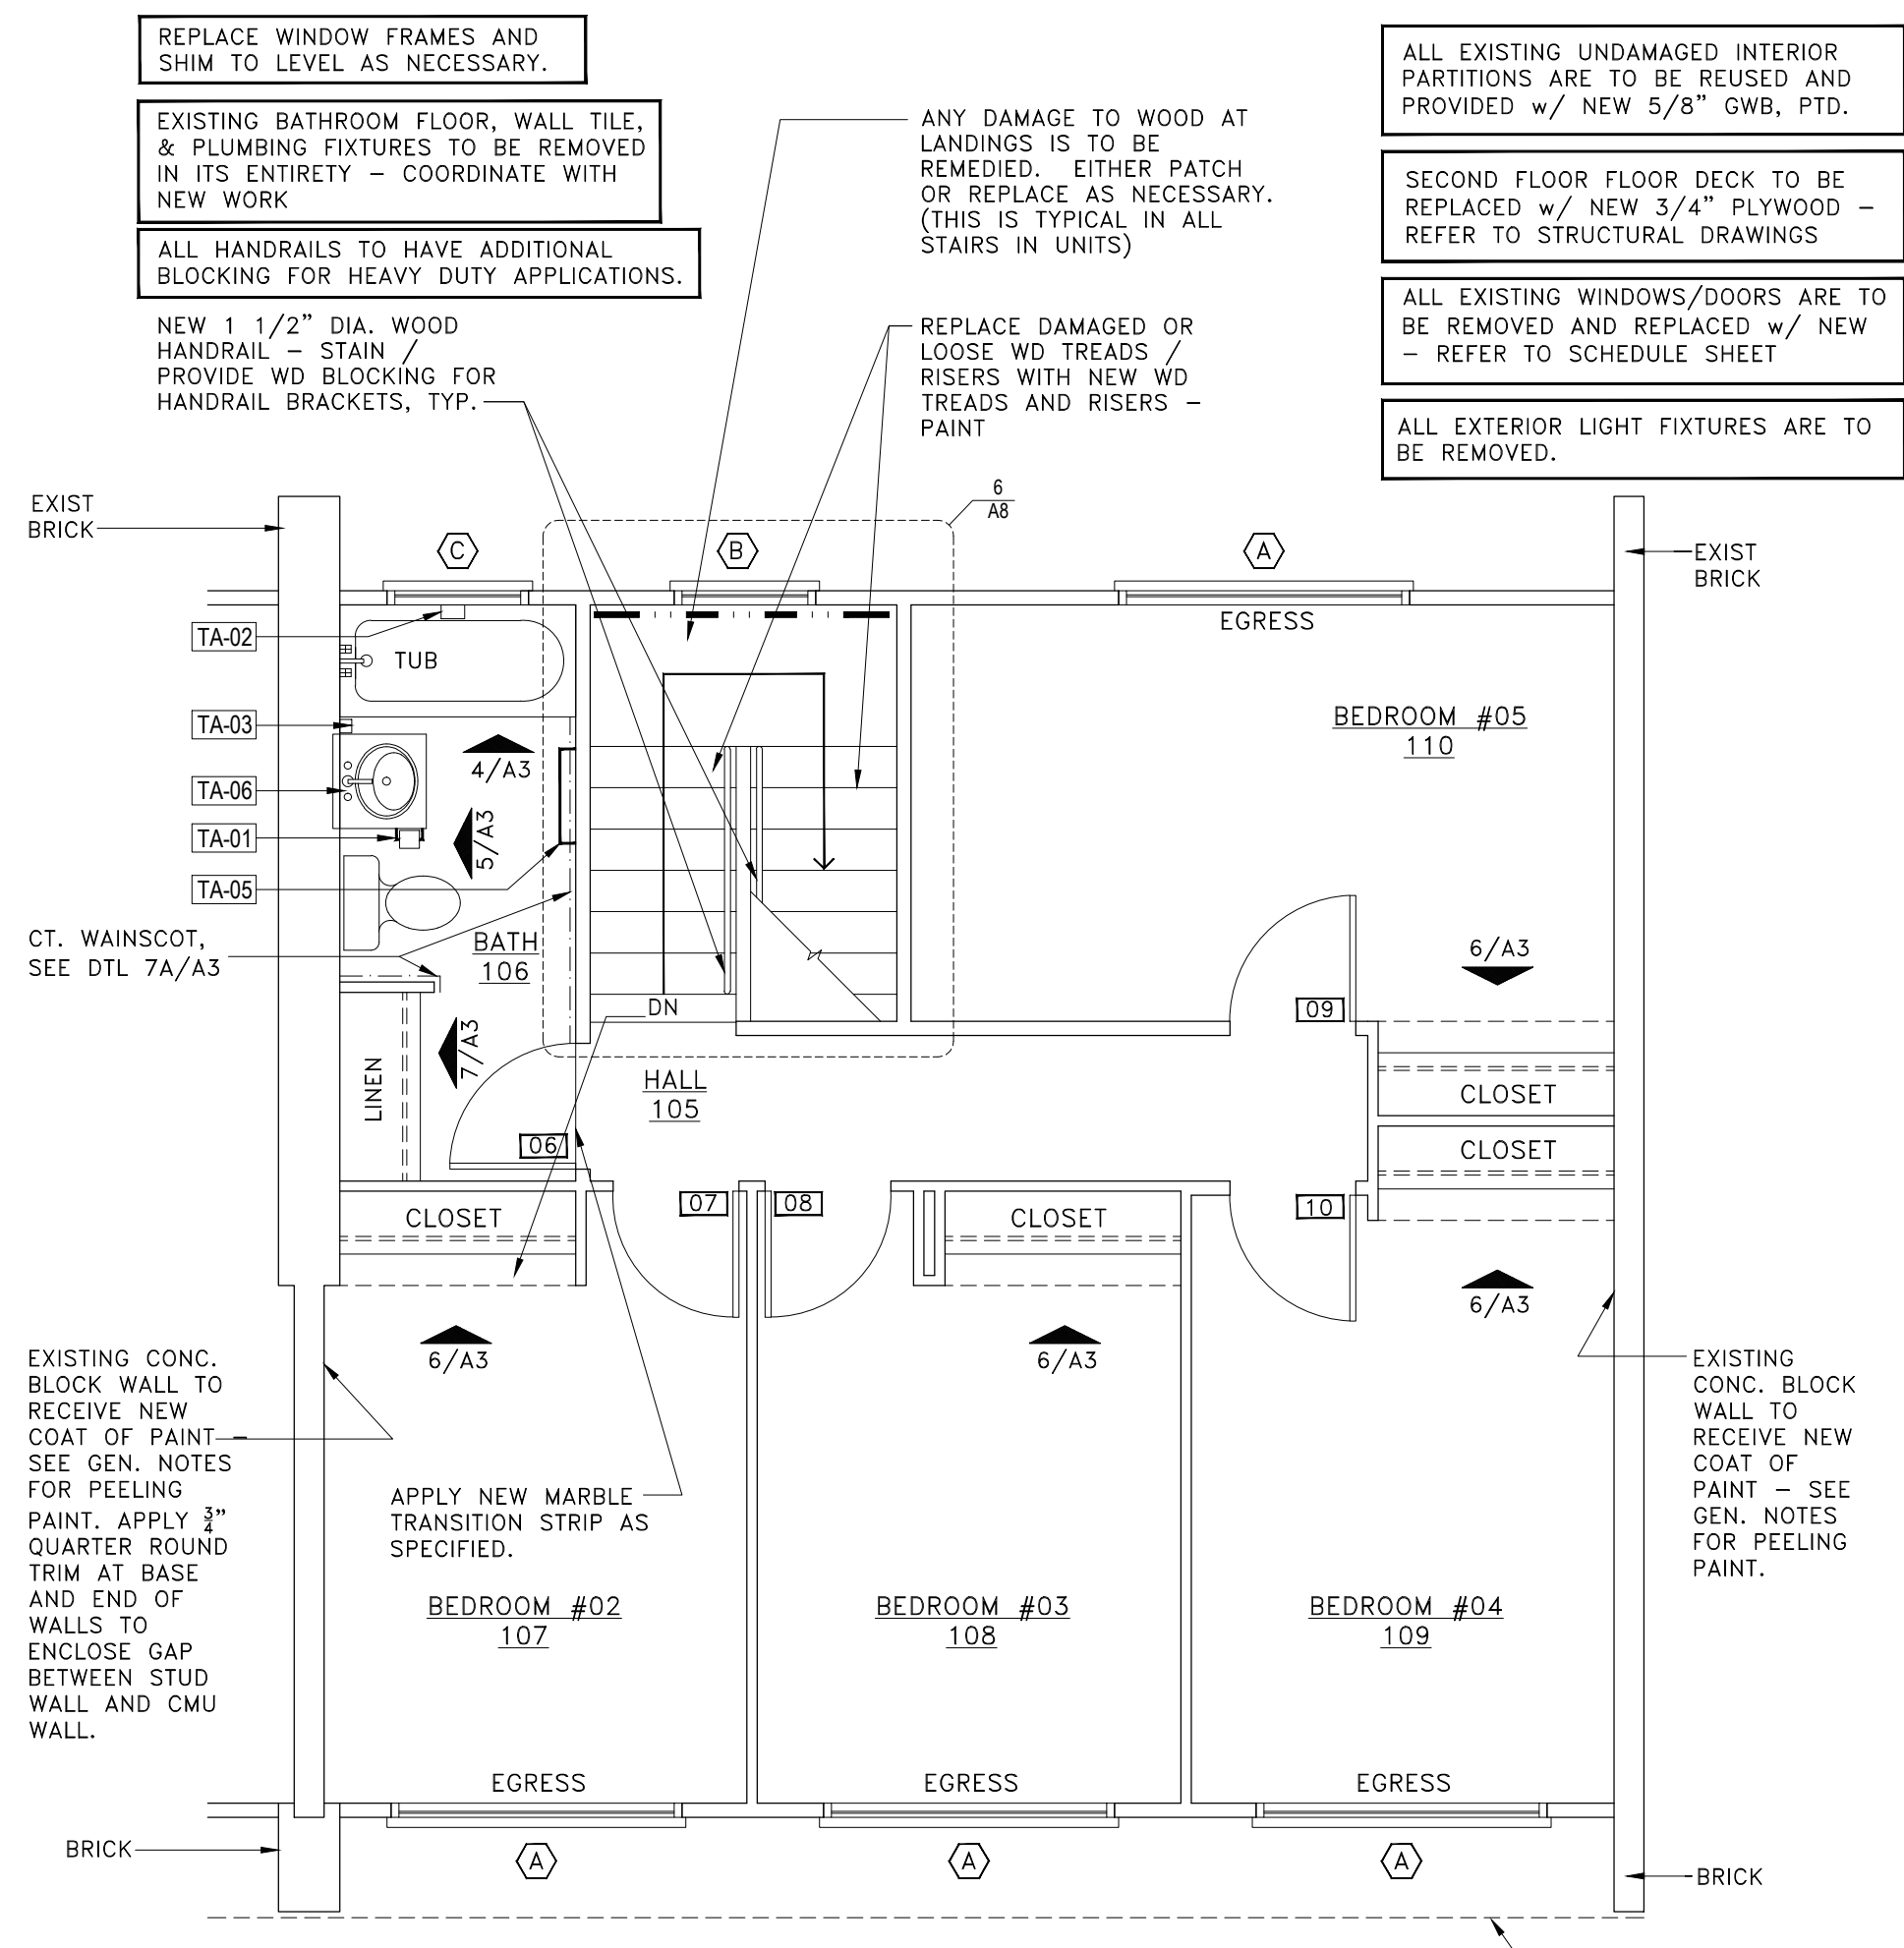 REPLACE WINDOW FRAMES AND
SHIM TO LEVEL AS NECESSARY.
EXISTING BATHROOM FLOOR, WALL TILE,
& PLUMBING FIXTURES TO BE REMOVED
IN ITS ENTIRETY – COORDINATE WITH
NEW WORK
ALL HANDRAILS TO HAVE ADDITIONAL
BLOCKING FOR HEAVY DUTY APPLICATIONS.
NEW 1 1/2" DIA. WOOD
HANDRAIL – STAIN /
PROVIDE WD BLOCKING FOR
HANDRAIL BRACKETS, TYP.
ANY DAMAGE TO WOOD AT
LANDINGS IS TO BE
REMEDIED. EITHER PATCH
OR REPLACE AS NECESSARY.
(THIS IS TYPICAL IN ALL
STAIRS IN UNITS)
REPLACE DAMAGED OR
LOOSE WD TREADS /
RISERS WITH NEW WD
TREADS AND RISERS –
PAINT
ALL EXISTING UNDAMAGED INTERIOR
PARTITIONS ARE TO BE REUSED AND
PROVIDED w/ NEW 5/8" GWB, PTD.
SECOND FLOOR FLOOR DECK TO BE
REPLACED w/ NEW 3/4" PLYWOOD –
REFER TO STRUCTURAL DRAWINGS
ALL EXISTING WINDOWS/DOORS ARE TO
BE REMOVED AND REPLACED w/ NEW
– REFER TO SCHEDULE SHEET
ALL EXTERIOR LIGHT FIXTURES ARE TO
BE REMOVED.
EXIST
BRICK
6
A8
C
B
A
EXIST
BRICK
EGRESS
TA-02
TUB
TA-03
4/A3
TA-06
TA-01
5/A3
TA-05
CT. WAINSCOT,
SEE DTL 7A/A3
BATH
106
BEDROOM #05
110
6/A3
DN
09
7/A3
LINEN
HALL
105
CLOSET
CLOSET
06
07
08
10
CLOSET
CLOSET
6/A3
6/A3
6/A3
EXISTING CONC.
BLOCK WALL TO
RECEIVE NEW
COAT OF PAINT –
SEE GEN. NOTES
FOR PEELING
PAINT. APPLY 3/4"
QUARTER ROUND
TRIM AT BASE
AND END OF
WALLS TO
ENCLOSE GAP
BETWEEN STUD
WALL AND CMU
WALL.
APPLY NEW MARBLE
TRANSITION STRIP AS
SPECIFIED.
EXISTING
CONC. BLOCK
WALL TO
RECEIVE NEW
COAT OF
PAINT – SEE
GEN. NOTES
FOR PEELING
PAINT.
BEDROOM #02
107
BEDROOM #03
108
BEDROOM #04
109
EGRESS
EGRESS
EGRESS
BRICK
A
A
A
BRICK